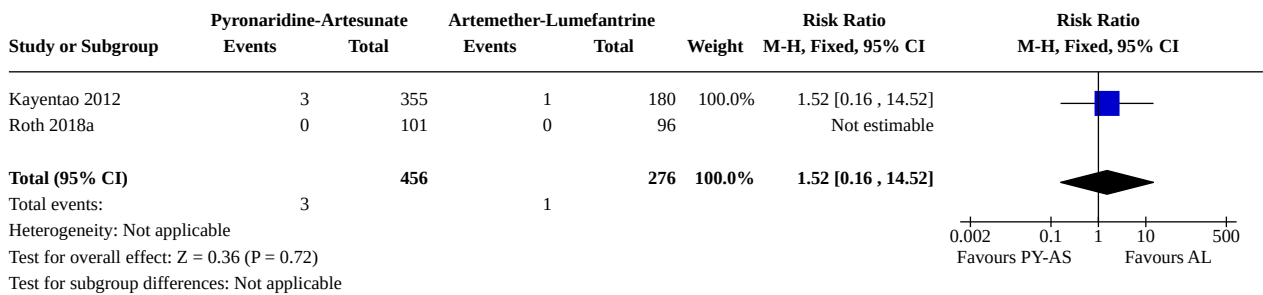 Pyronaridine-Artesunate Artemether-Lumefantrine Risk Ratio Risk Ratio
Study or Subgroup Events Total Events Total Weight M-H, Fixed, 95% CI M-H, Fixed, 95% CI
Kayentao 2012 3 355 1 180 100.0% 1.52 [0.16 , 14.52]
Roth 2018a 0 101 0 96 Not estimable
Total (95% CI) 456 276 100.0% 1.52 [0.16 , 14.52]
Total events: 3 1
Heterogeneity: Not applicable
0.002 0.1 1 10 500
Test for overall effect: Z = 0.36 (P = 0.72)
Favours PY-AS Favours AL
Test for subgroup differences: Not applicable